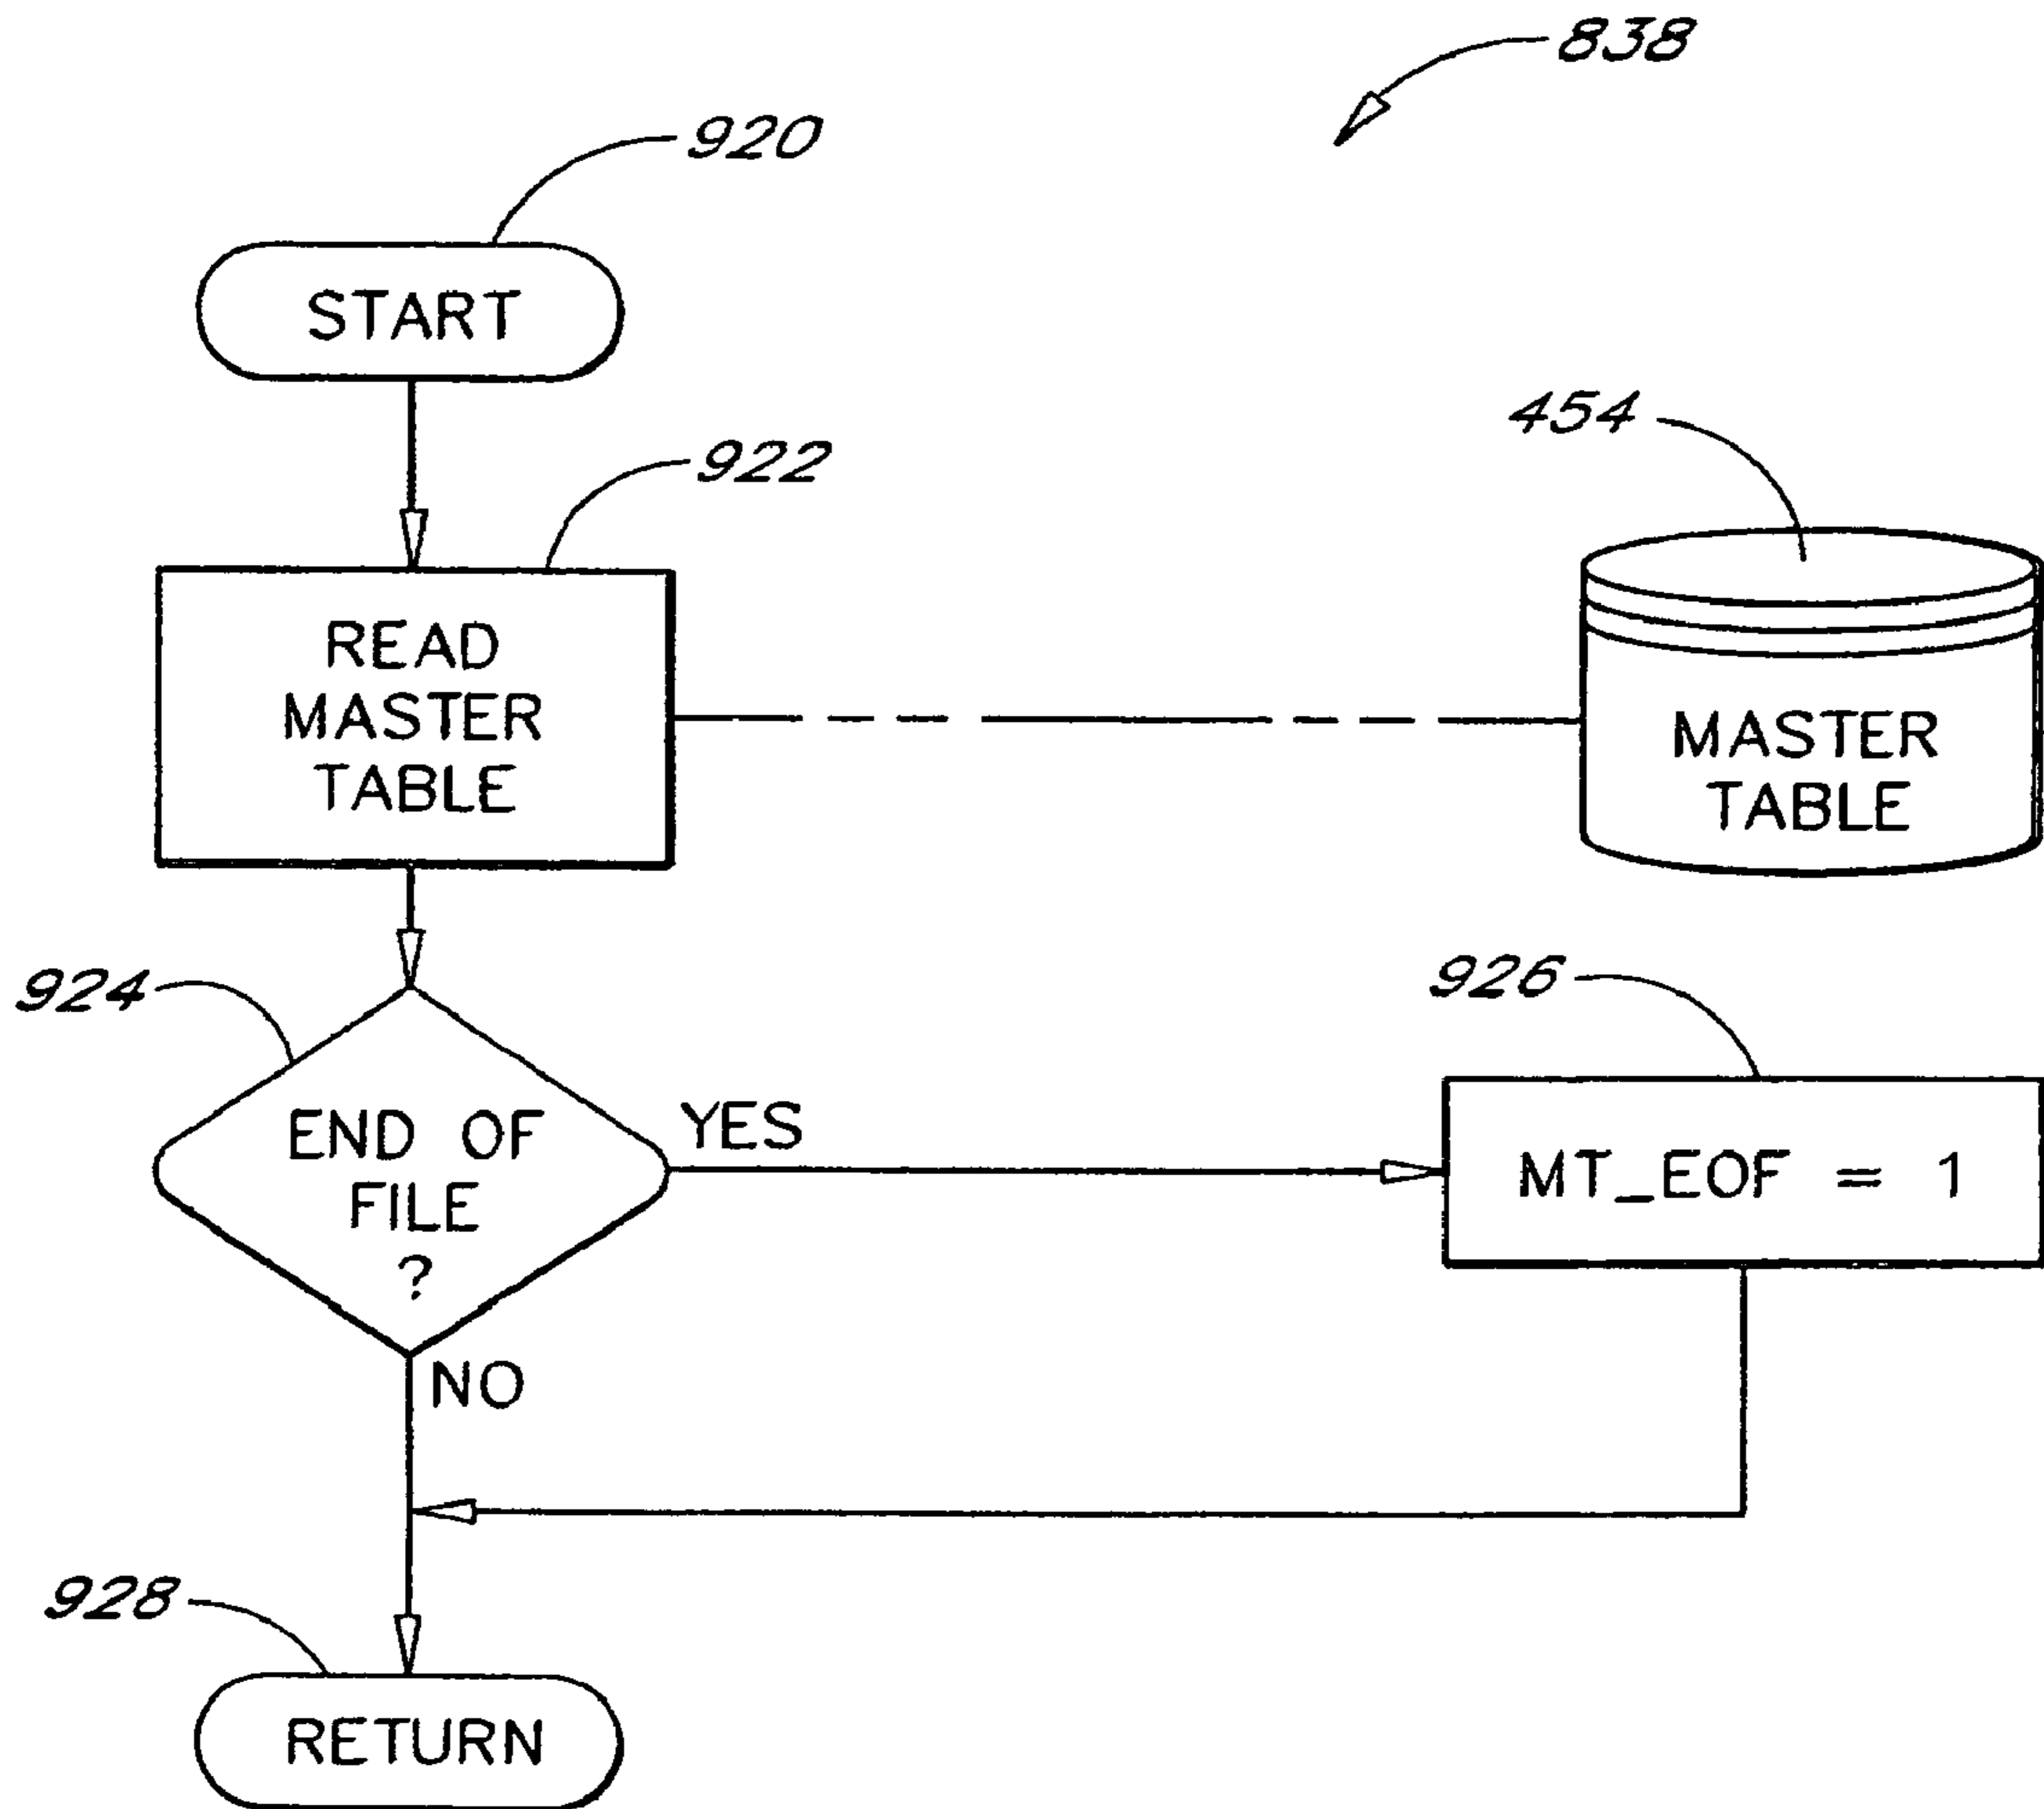 838
920
START
454
922
READ
MASTER
TABLE
MASTER
TABLE
924
926
END OF
FILE
?
YES
MT_EOF = 1
NO
928
RETURN